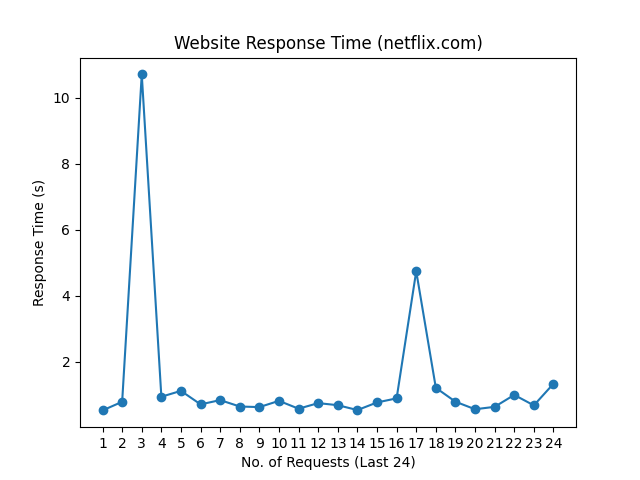 Website Response Time (netflix.com)
Response Time (s)
10
8
6
4
2
1 2 3 4 5 6 7 8 9 10 11 12 13 14 15 16 17 18 19 20 21 22 23 24
No. of Requests (Last 24)